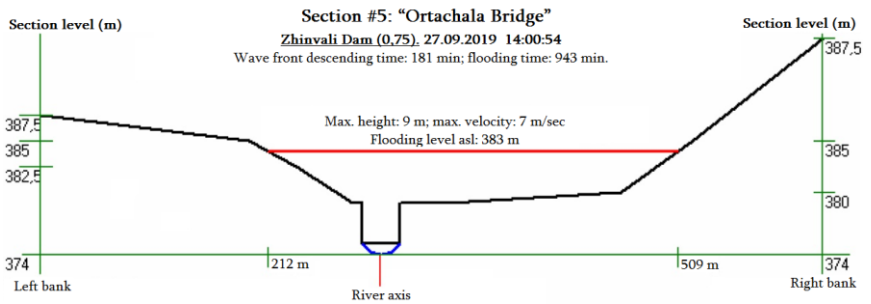 Section #5: “Ortachala Bridge”
Section level (m)
Section level (m)
Zhinvali Dam (0,75). 27.09.2019 14:00:54
Wave front descending time: 181 min; flooding time: 943 min.
387,5
Max. height: 9 m; max. velocity: 7 m/sec
Flooding level asl: 383 m
387,5
385
385
382,5
380
374
212 m
509 m
374
Left bank
River axis
Right bank